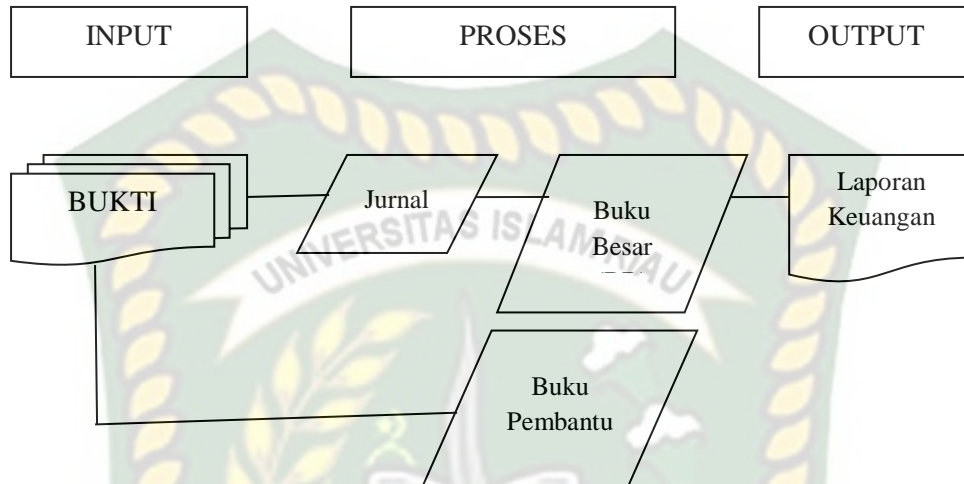 INPUT
PROSES
OUTPUT
BUKTI
Jurnal
Buku
Besar
Laporan
Keuangan
UNIVERSITAS ISLAM RIAU
Buku
Pembantu